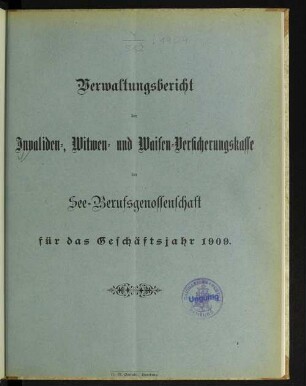 Verwaltungsbericht
der
Invaliden-, Witwen- und Waisen-Versicherungskasse
der
See-Berufsgenossenschaft
für das Geschäftsjahr 1909.